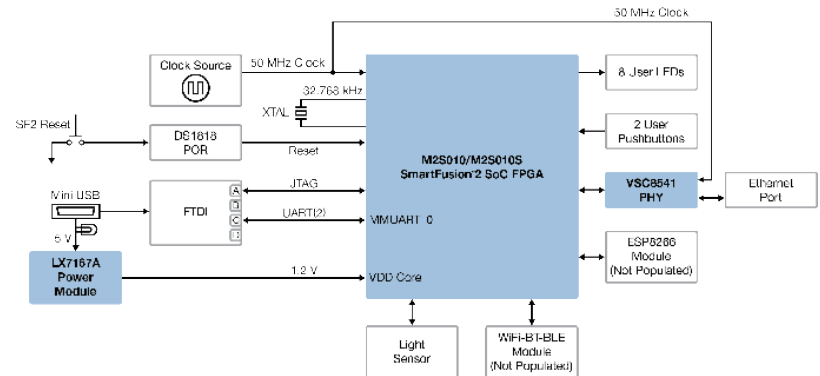 50 MHz Clock
Clock Source
50 MHz Clock
8 User LEDs
32.768 kHz
XTAL
SF2 Reset
DS1818
POR
Reset
2 User
Pushbuttons
M2S010/M2S010S
SmartFusion®2 SoC FPGA
Mini USB
FTDI
A
B
C
D
JTAG
UART(2)
MMUART_0
VSC8541
PHY
Ethernet
Port
5 V
LX7167A
Power
Module
1.2 V
VDD Core
ESP8266
Module
(Not Populated)
Light
Sensor
WiFi-BT-BLE
Module
(Not Populated)